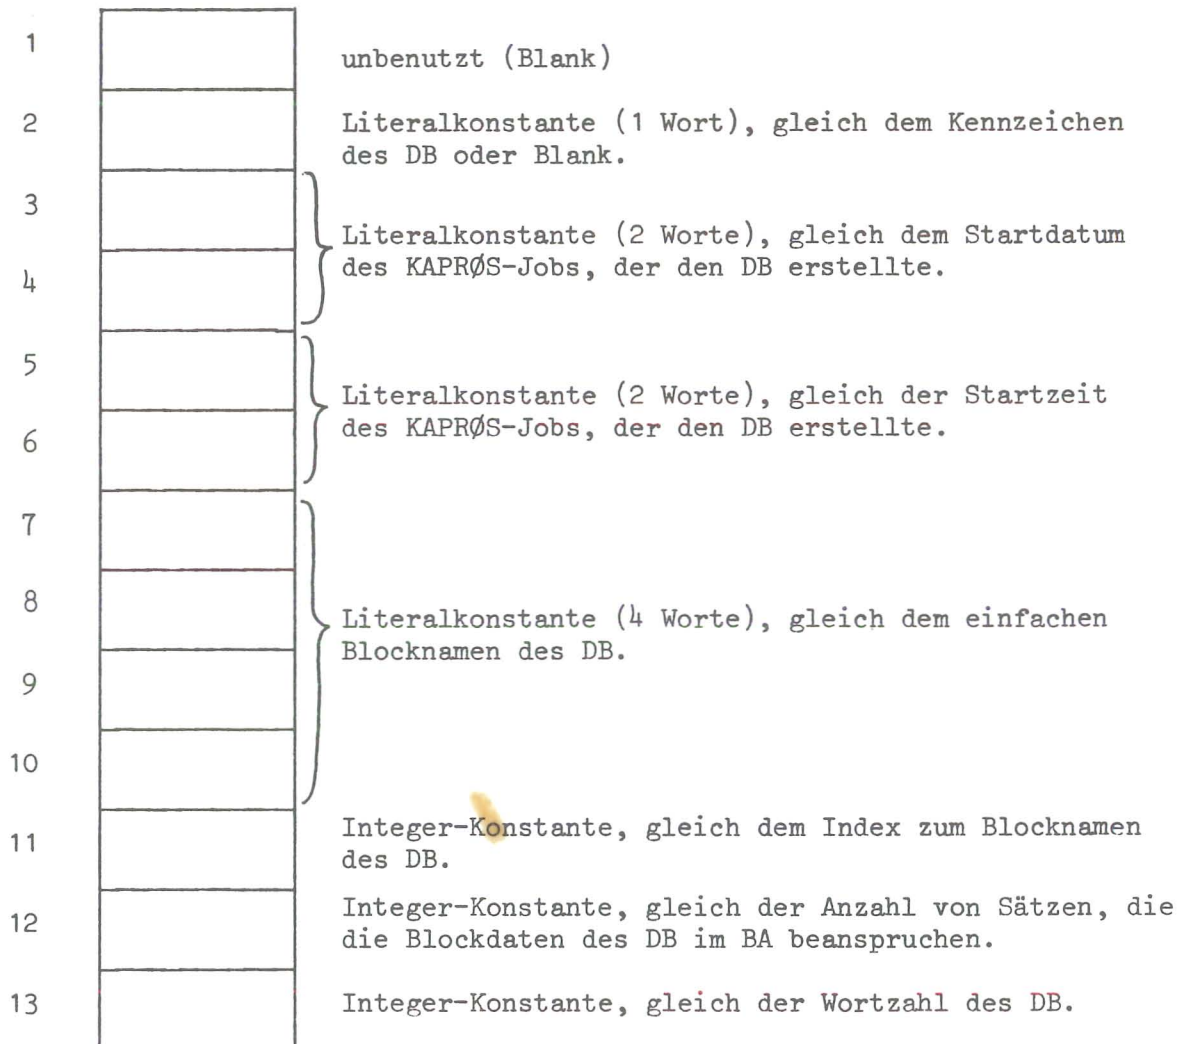 1
unbenutzt (Blank)
2
Literalkonstante (1 Wort), gleich dem Kennzeichen
des DB oder Blank.
3
Literalkonstante (2 Worte), gleich dem Startdatum
des KAPRØS-Jobs, der den DB erstellte.
4
5
Literalkonstante (2 Worte), gleich der Startzeit
des KAPRØS-Jobs, der den DB erstellte.
6
7
8
Literalkonstante (4 Worte), gleich dem einfachen
Blocknamen des DB.
9
10
11
Integer-Konstante, gleich dem Index zum Blocknamen
des DB.
12
Integer-Konstante, gleich der Anzahl von Sätzen, die
die Blockdaten des DB im BA beanspruchen.
13
Integer-Konstante, gleich der Wortzahl des DB.